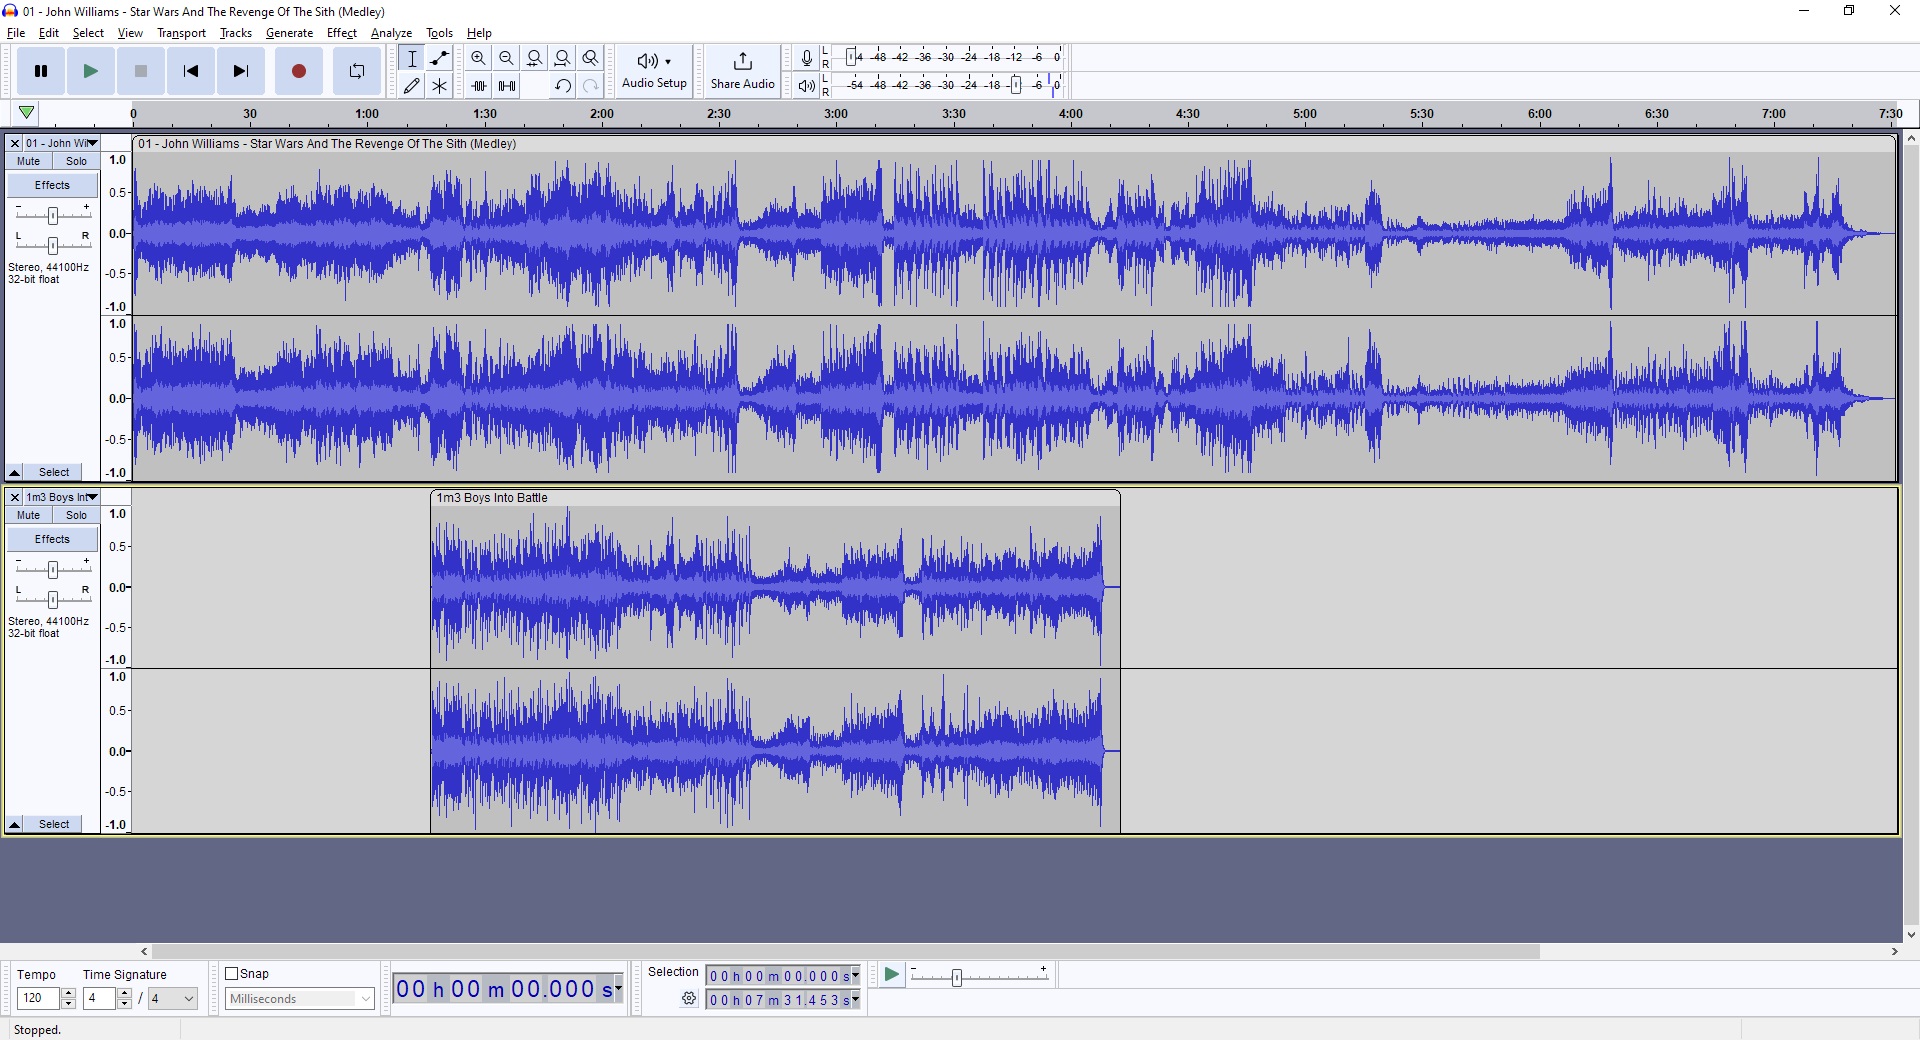 01 - John Williams - Star Wars And The Revenge Of The Sith (Medley)
File Edit Select View Transport Tracks Generate Effect Analyze Tools Help
Audio Setup
Share Audio
L
R
-54 -48 -42 -36 -30 -24 -18 -12 -6 0
L
R
-54 -48 -42 -36 -30 -24 -18 -12 -6 0
0 30 1:00 1:30 2:00 2:30 3:00 3:30 4:00 4:30 5:00 5:30 6:00 6:30 7:00 7:30
01 - John Wil
01 - John Williams - Star Wars And The Revenge Of The Sith (Medley)
Mute Solo
Effects
- +
L R
Stereo, 44100Hz
32-bit float
1.0
0.5
0.0
-0.5
-1.0
1.0
0.5
0.0
-0.5
-1.0
Select
1m3 Boys Int
1m3 Boys Into Battle
Mute Solo
Effects
- +
L R
Stereo, 44100Hz
32-bit float
1.0
0.5
0.0
-0.5
-1.0
1.0
0.5
0.0
-0.5
-1.0
Select
Tempo
120
Time Signature
4 / 4
Snap
Milliseconds
00 h 00 m 00.000 s
Selection
00 h 00 m 00.000 s
00 h 07 m 31.453 s
- +
Stopped.